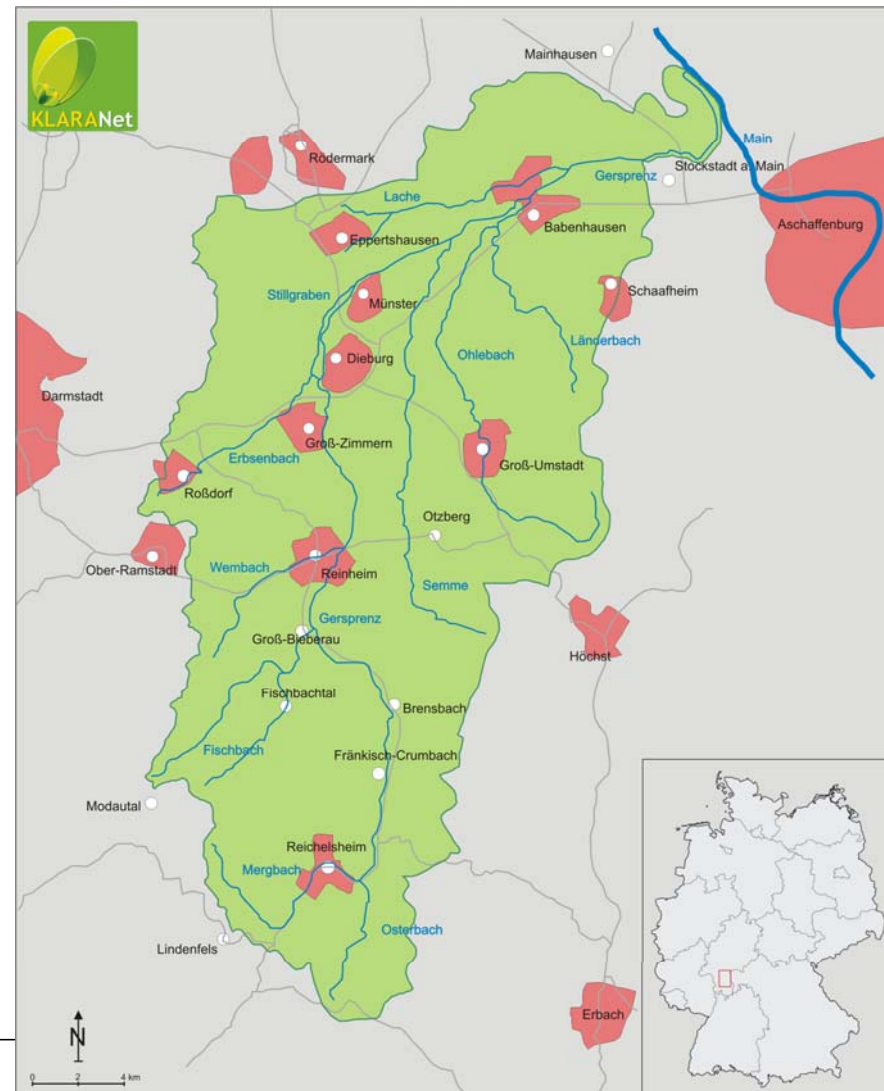 KLARANet
Mainhausen
Main
Rödermark
Gersprenz
Stockstadt a. Main
Lache
Aschaffenburg
Babenhausen
Eppertshausen
Schaafheim
Stillgraben
Münster
Länderbach
Ohlebach
Dieburg
Darmstadt
Groß-Zimmern
Erbsenbach
Groß-Umstadt
Roßdorf
Otzberg
Ober-Ramstadt
Wembach
Reinheim
Semme
Gersprenz
Groß-Bieberau
Höchst
Fischbachtal
Brensbach
Fischbach
Fränkisch-Crumbach
Modautal
Reichelsheim
Mergbach
Osterbach
Lindenfels
Erbach
N
0 2 4 km